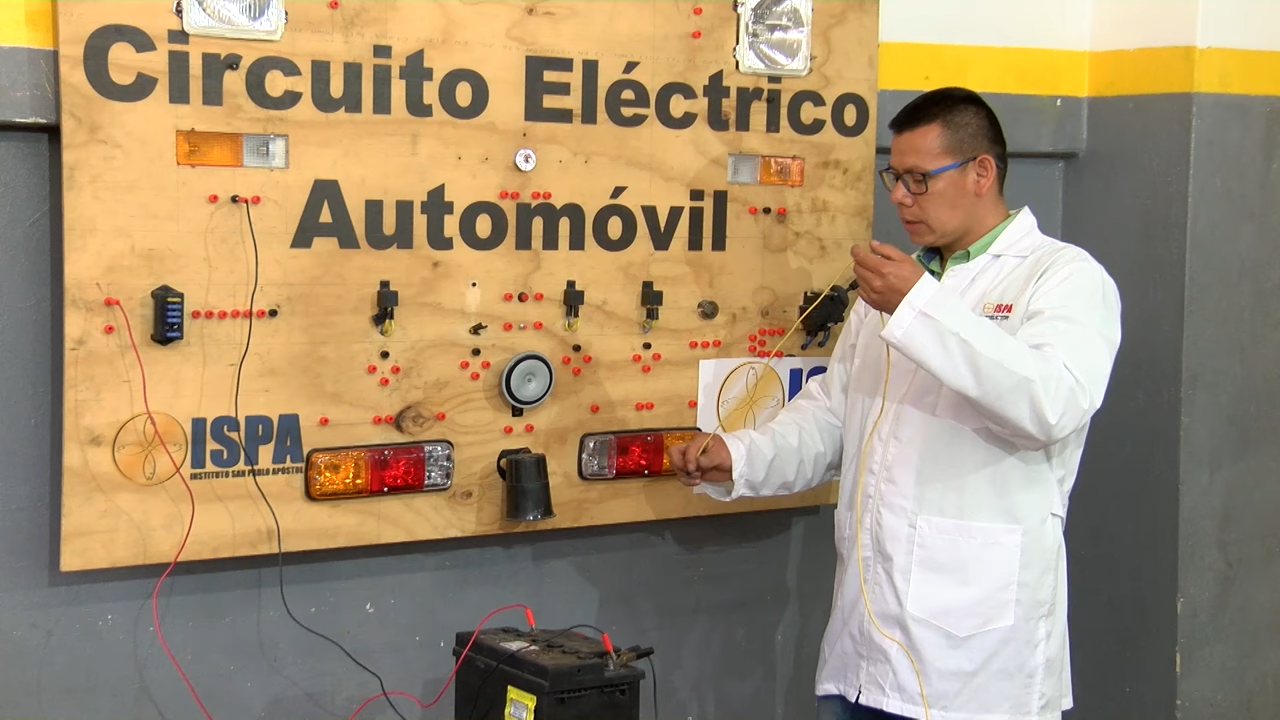 Circuito Eléctrico
Automóvil
ISPA
INSTITUTO SAN PABLO APÓSTOL
ISPA